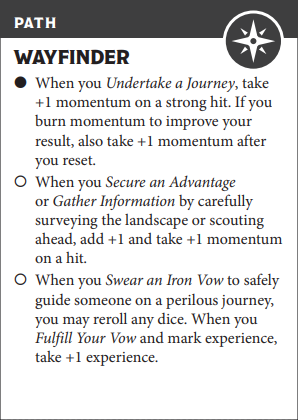 PATH
WAYFINDER
When you Undertake a Journey, take
+1 momentum on a strong hit. If you
burn momentum to improve your
result, also take +1 momentum after
you reset.
When you Secure an Advantage
or Gather Information by carefully
surveying the landscape or scouting
ahead, add +1 and take +1 momentum
on a hit.
When you Swear an Iron Vow to safely
guide someone on a perilous journey,
you may reroll any dice. When you
Fulfill Your Vow and mark experience,
take +1 experience.